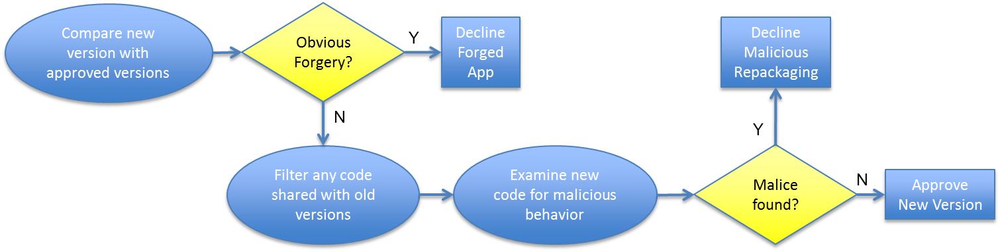 Compare new
version with
approved versions
Obvious
Forgery?
Y
Decline
Forged
App
N
Filter any code
shared with old
versions
Examine new
code for malicious
behavior
Malice
found?
Y
Decline
Malicious
Repackaging
N
Approve
New Version